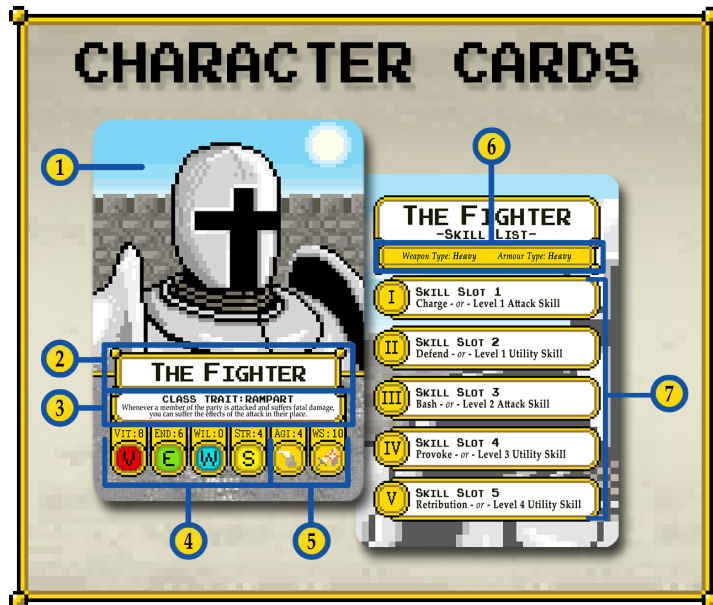 CHARACTER CARDS
1
6
THE FIGHTER
-SKILL LIST-
Weapon Type: Heavy Armour Type: Heavy
I
SKILL SLOT 1
Charge - or - Level 1 Attack Skill
II
SKILL SLOT 2
Defend - or - Level 1 Utility Skill
III
SKILL SLOT 3
Bash - or - Level 2 Attack Skill
IV
SKILL SLOT 4
Provoke - or - Level 3 Utility Skill
V
SKILL SLOT 5
Retribution - or - Level 4 Utility Skill
7
2
THE FIGHTER
3
CLASS TRAIT:RAMPART
Whenever a member of the party is attacked and suffers fatal damage,
you can suffer the effects of the attack in their place.
VIT:8 END:6 WIL:0 STR:4 AGI:4 WS:10
V E W S
4
5